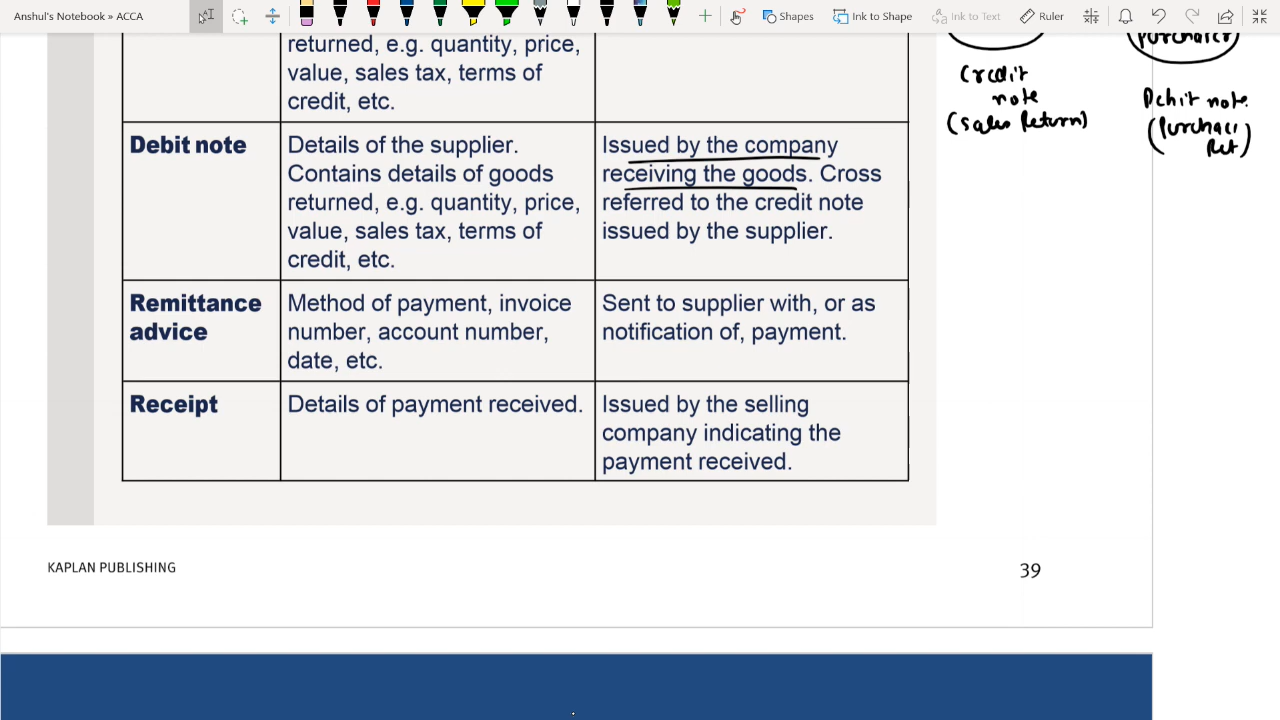 Anshul's Notebook » ACCA
Shapes
Ink to Shape
Ink to Text
Ruler
returned, e.g. quantity, price,
value, sales tax, terms of
credit, etc.
Debit note
Details of the supplier.
Contains details of goods
returned, e.g. quantity, price,
value, sales tax, terms of
credit, etc.
Issued by the company
receiving the goods. Cross
referred to the credit note
issued by the supplier.
Remittance
advice
Method of payment, invoice
number, account number,
date, etc.
Sent to supplier with, or as
notification of, payment.
Receipt
Details of payment received.
Issued by the selling
company indicating the
payment received.
KAPLAN PUBLISHING
39
Credit
note
(Sales Return)
Debit note.
Ret)